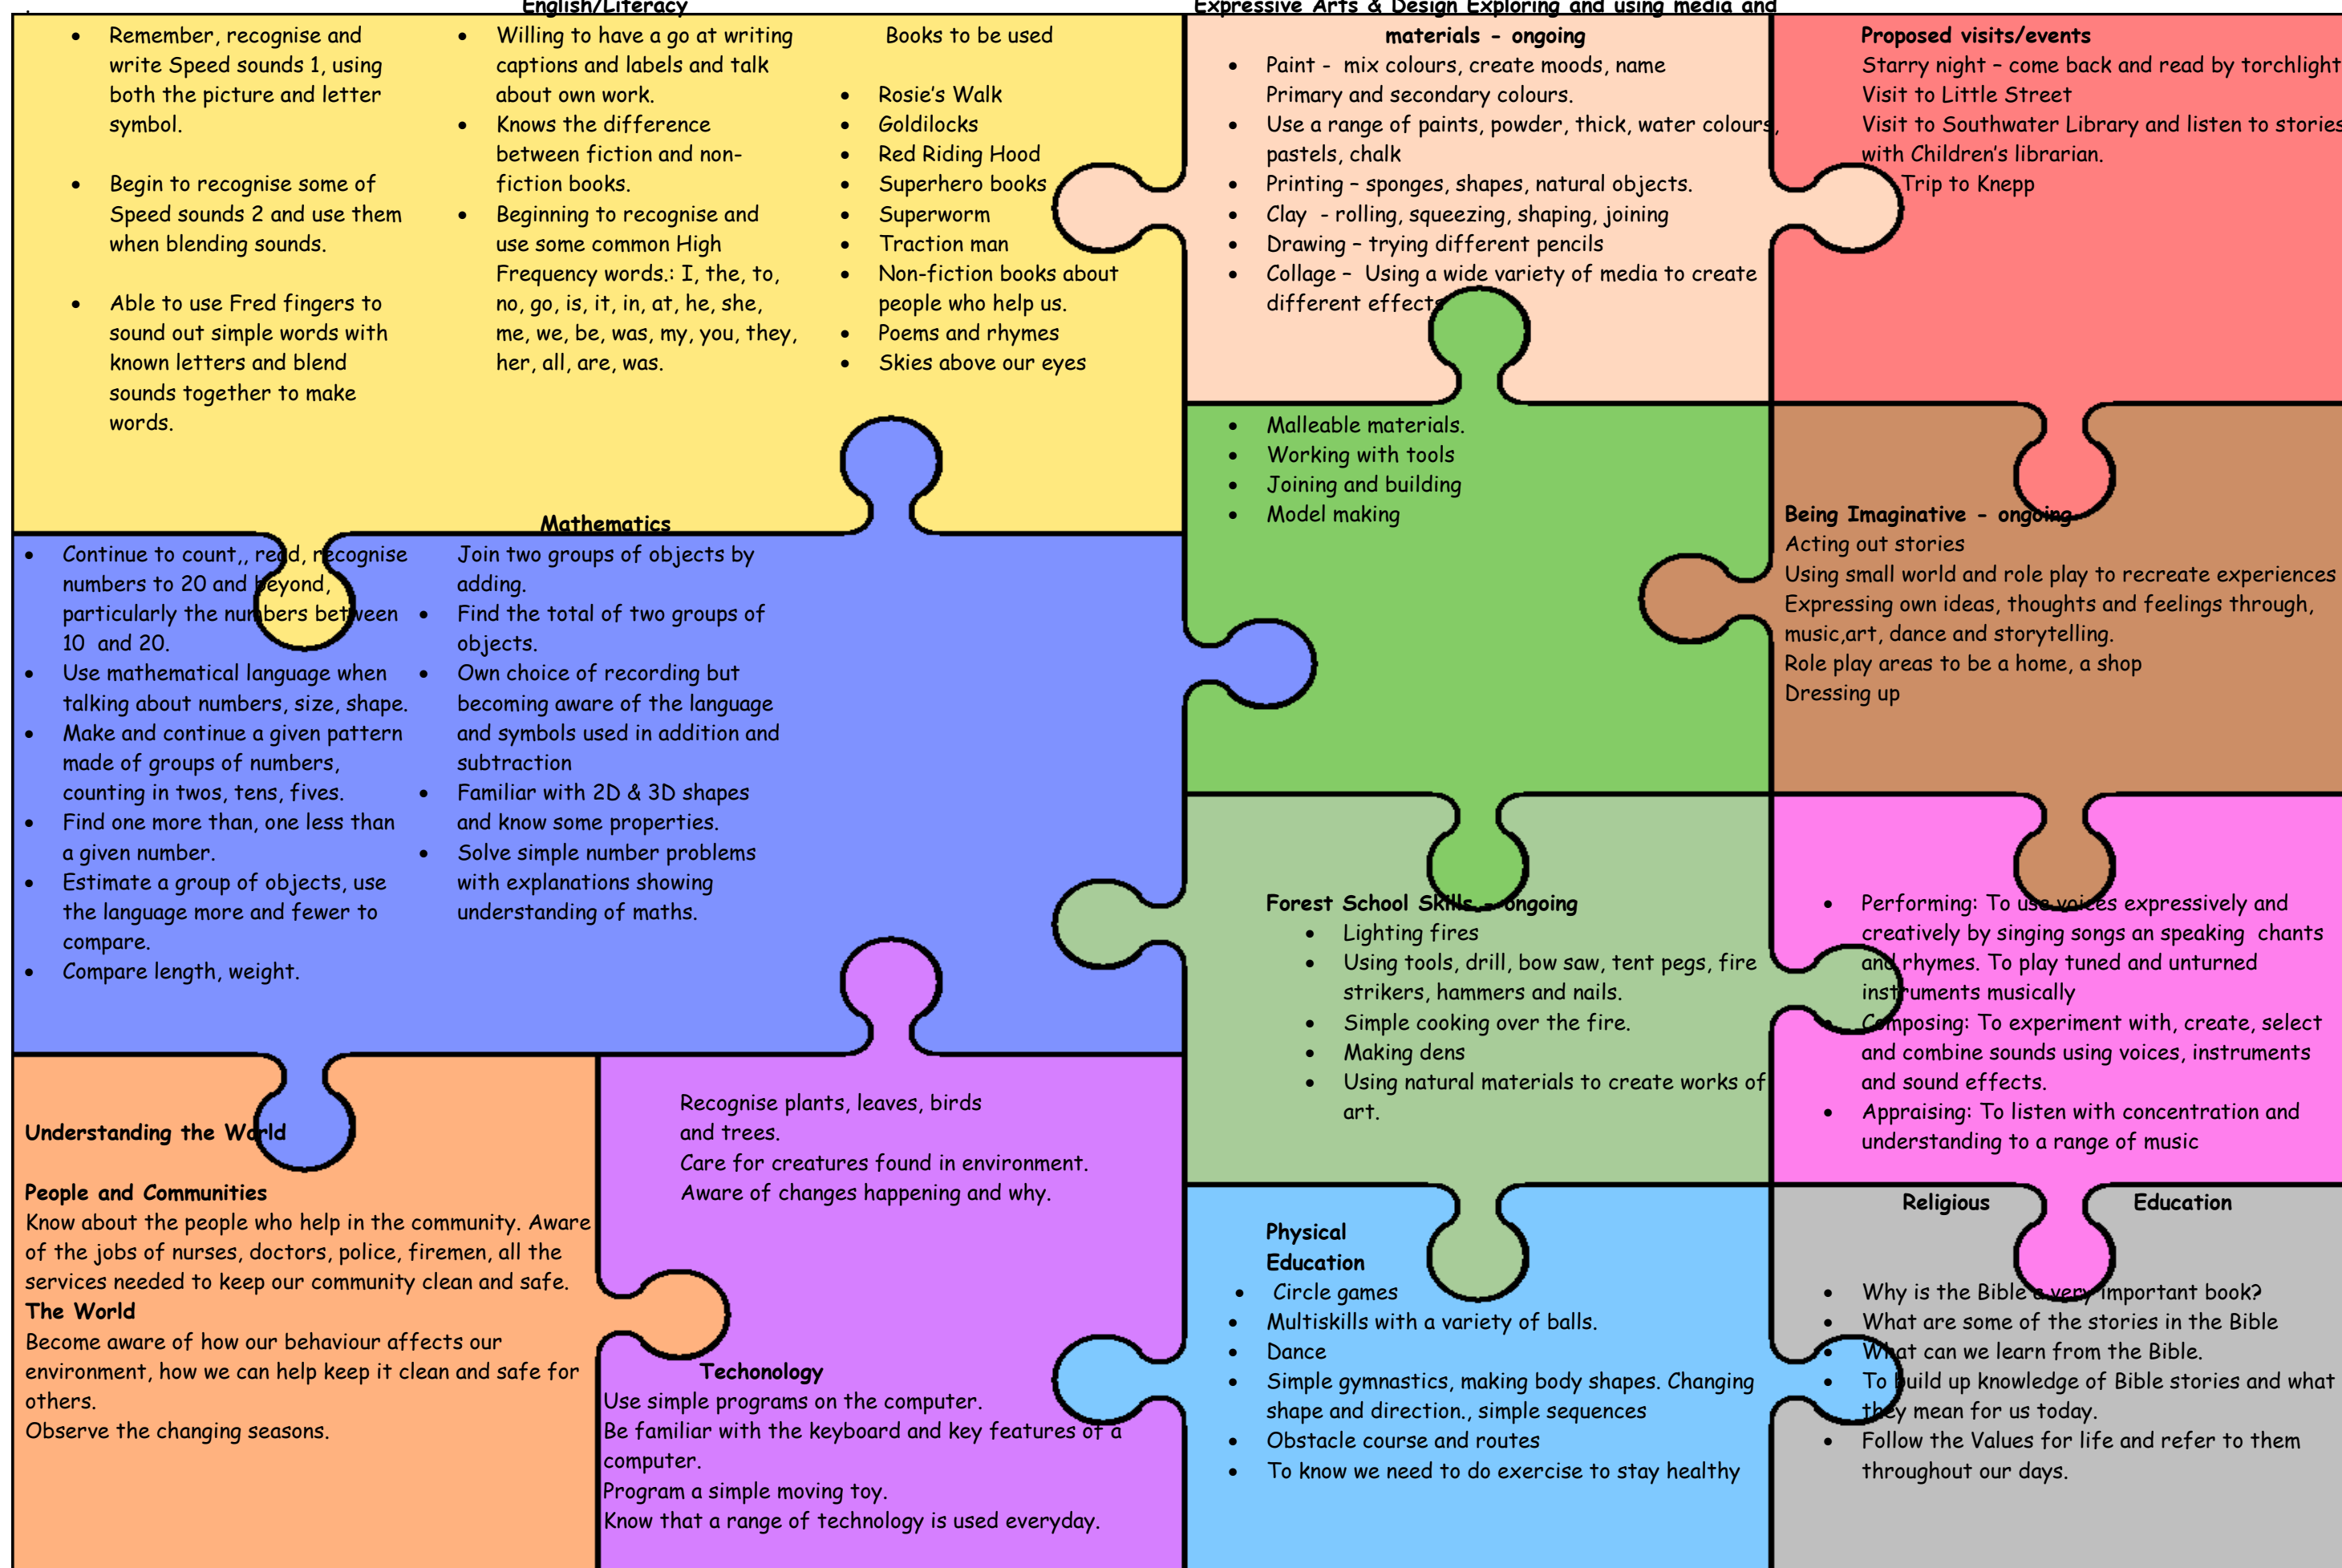 English/Literacy
• Remember, recognise and
write Speed sounds 1, using
both the picture and letter
symbol.
• Begin to recognise some of
Speed sounds 2 and use them
when blending sounds.
• Able to use Fred fingers to
sound out simple words with
known letters and blend
sounds together to make
words.
• Willing to have a go at writing
captions and labels and talk
about own work.
• Knows the difference
between fiction and non-
fiction books.
• Beginning to recognise and
use some common High
Frequency words.: I, the, to,
no, go, is, it, in, at, he, she,
me, we, be, was, my, you, they,
her, all, are, was.
Books to be used
• Rosie's Walk
• Goldilocks
• Red Riding Hood
• Superhero books
• Superworm
• Traction man
• Non-fiction books about
people who help us.
• Poems and rhymes
• Skies above our eyes
Expressive Arts & Design Exploring and using media and
materials - ongoing
• Paint - mix colours, create moods, name
Primary and secondary colours.
• Use a range of paints, powder, thick, water colours,
pastels, chalk
• Printing – sponges, shapes, natural objects.
• Clay - rolling, squeezing, shaping, joining
• Drawing – trying different pencils
• Collage – Using a wide variety of media to create
different effects
Proposed visits/events
Starry night – come back and read by torchlight
Visit to Little Street
Visit to Southwater Library and listen to stories
with Children's librarian.
Trip to Knepp
• Malleable materials.
• Working with tools
• Joining and building
• Model making
Being Imaginative - ongoing
Acting out stories
Using small world and role play to recreate experiences
Expressing own ideas, thoughts and feelings through,
music,art, dance and storytelling.
Role play areas to be a home, a shop
Dressing up
Mathematics
• Continue to count,, read, recognise
numbers to 20 and beyond,
particularly the numbers between
10 and 20.
• Use mathematical language when
talking about numbers, size, shape.
• Make and continue a given pattern
made of groups of numbers,
counting in twos, tens, fives.
• Find one more than, one less than
a given number.
• Estimate a group of objects, use
the language more and fewer to
compare.
• Compare length, weight.
Join two groups of objects by
adding.
• Find the total of two groups of
objects.
• Own choice of recording but
becoming aware of the language
and symbols used in addition and
subtraction
• Familiar with 2D & 3D shapes
and know some properties.
• Solve simple number problems
with explanations showing
understanding of maths.
Forest School Skills - ongoing
• Lighting fires
• Using tools, drill, bow saw, tent pegs, fire
strikers, hammers and nails.
• Simple cooking over the fire.
• Making dens
• Using natural materials to create works of
art.
• Performing: To use voices expressively and
creatively by singing songs an speaking chants
and rhymes. To play tuned and unturned
instruments musically
• Composing: To experiment with, create, select
and combine sounds using voices, instruments
and sound effects.
• Appraising: To listen with concentration and
understanding to a range of music
Understanding the World
People and Communities
Know about the people who help in the community. Aware
of the jobs of nurses, doctors, police, firemen, all the
services needed to keep our community clean and safe.
The World
Become aware of how our behaviour affects our
environment, how we can help keep it clean and safe for
others.
Observe the changing seasons.
Recognise plants, leaves, birds
and trees.
Care for creatures found in environment.
Aware of changes happening and why.
Techonology
Use simple programs on the computer.
Be familiar with the keyboard and key features of a
computer.
Program a simple moving toy.
Know that a range of technology is used everyday.
Physical
Education
• Circle games
• Multiskills with a variety of balls.
• Dance
• Simple gymnastics, making body shapes. Changing
shape and direction., simple sequences
• Obstacle course and routes
• To know we need to do exercise to stay healthy
Religious Education
• Why is the Bible a very important book?
• What are some of the stories in the Bible
• What can we learn from the Bible.
• To build up knowledge of Bible stories and what
they mean for us today.
• Follow the Values for life and refer to them
throughout our days.